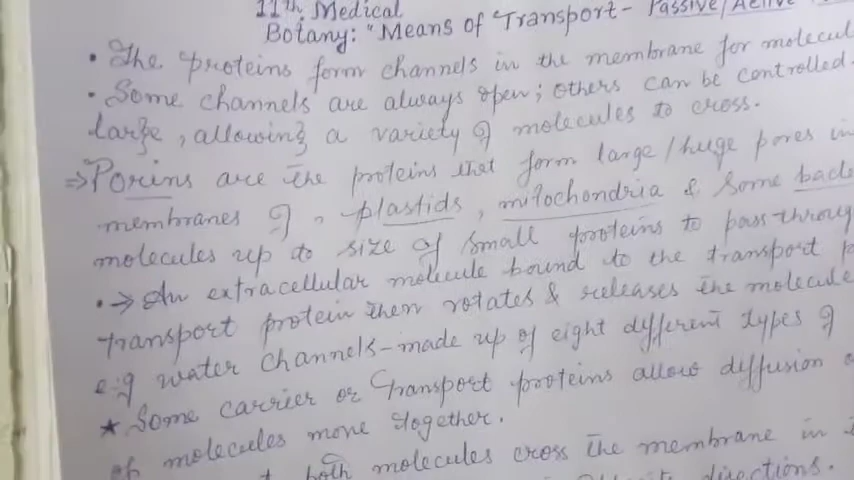 11th Medical
Botany: "Means of Transport- Passive/Active
• The proteins form channels in the membrane for molecul
• Some channels are always open; others can be controlled.
large, allowing a variety of molecules to cross.
⇒ Porins are the proteins that form large/huge pores in
membranes of plastids, mitochondria & some bacte
molecules up to size of small proteins to pass throug
• → An extracellular molecule bound to the transport p
transport protein then rotates & releases the molecule
e.g water channels-made up of eight different types of
★ Some carrier or Transport proteins allow diffusion
of molecules move together.
both molecules cross the membrane in
directions.